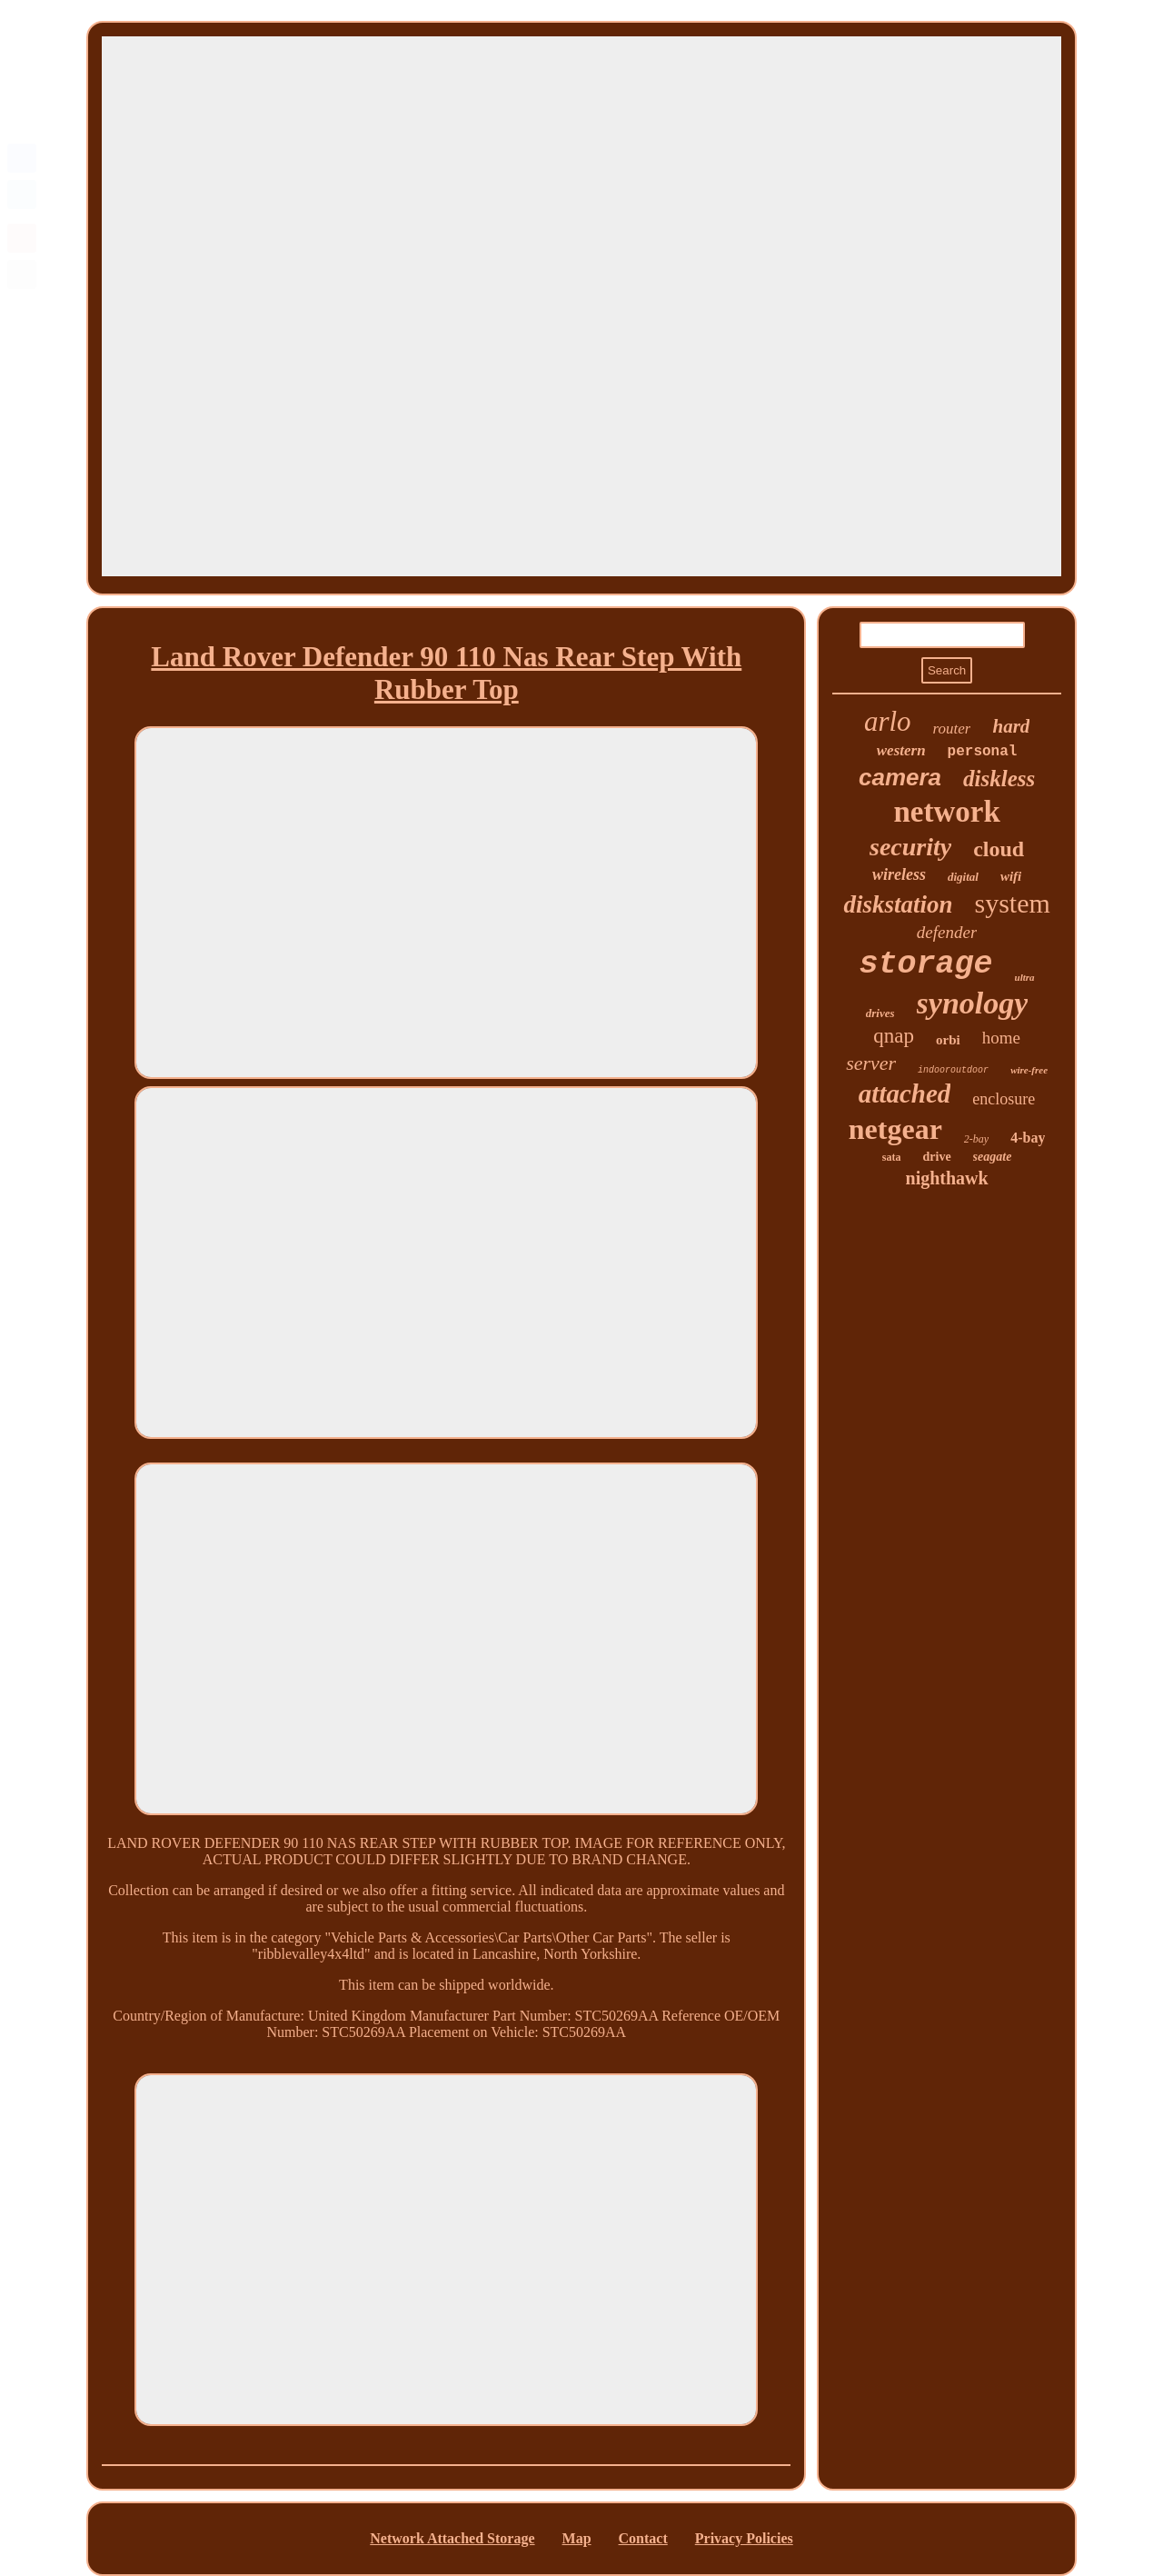 Land Rover Defender 90 110 Nas Rear Step With
Rubber Top
LAND ROVER DEFENDER 90 110 NAS REAR STEP WITH RUBBER TOP. IMAGE FOR REFERENCE ONLY,
ACTUAL PRODUCT COULD DIFFER SLIGHTLY DUE TO BRAND CHANGE.
Collection can be arranged if desired or we also offer a fitting service. All indicated data are approximate values and
are subject to the usual commercial fluctuations.
This item is in the category "Vehicle Parts & Accessories\Car Parts\Other Car Parts". The seller is
"ribblevalley4x4ltd" and is located in Lancashire, North Yorkshire.
This item can be shipped worldwide.
Country/Region of Manufacture: United Kingdom Manufacturer Part Number: STC50269AA Reference OE/OEM
Number: STC50269AA Placement on Vehicle: STC50269AA
Search
arlo router hard
western personal
camera diskless
network
security cloud
wireless digital wifi
diskstation system
defender
storage ultra
drives synology
qnap orbi home
server indooroutdoor wire-free
attached enclosure
netgear 2-bay 4-bay
sata drive seagate
nighthawk
Network Attached Storage Map Contact Privacy Policies